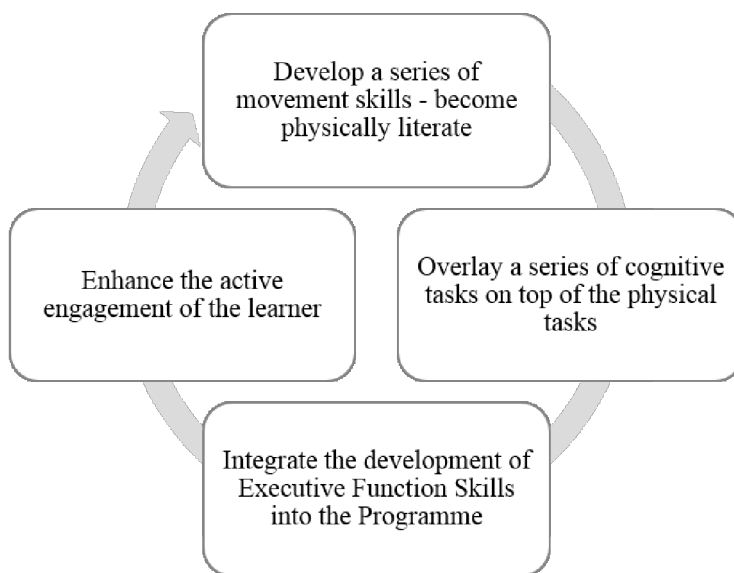 Develop a series of
movement skills - become
physically literate
Overlay a series of cognitive
tasks on top of the physical
tasks
Integrate the development of
Executive Function Skills
into the Programme
Enhance the active
engagement of the learner